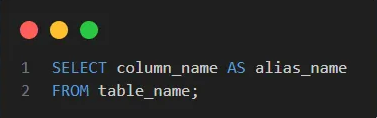 1 SELECT column_name AS alias_name
2 FROM table_name;